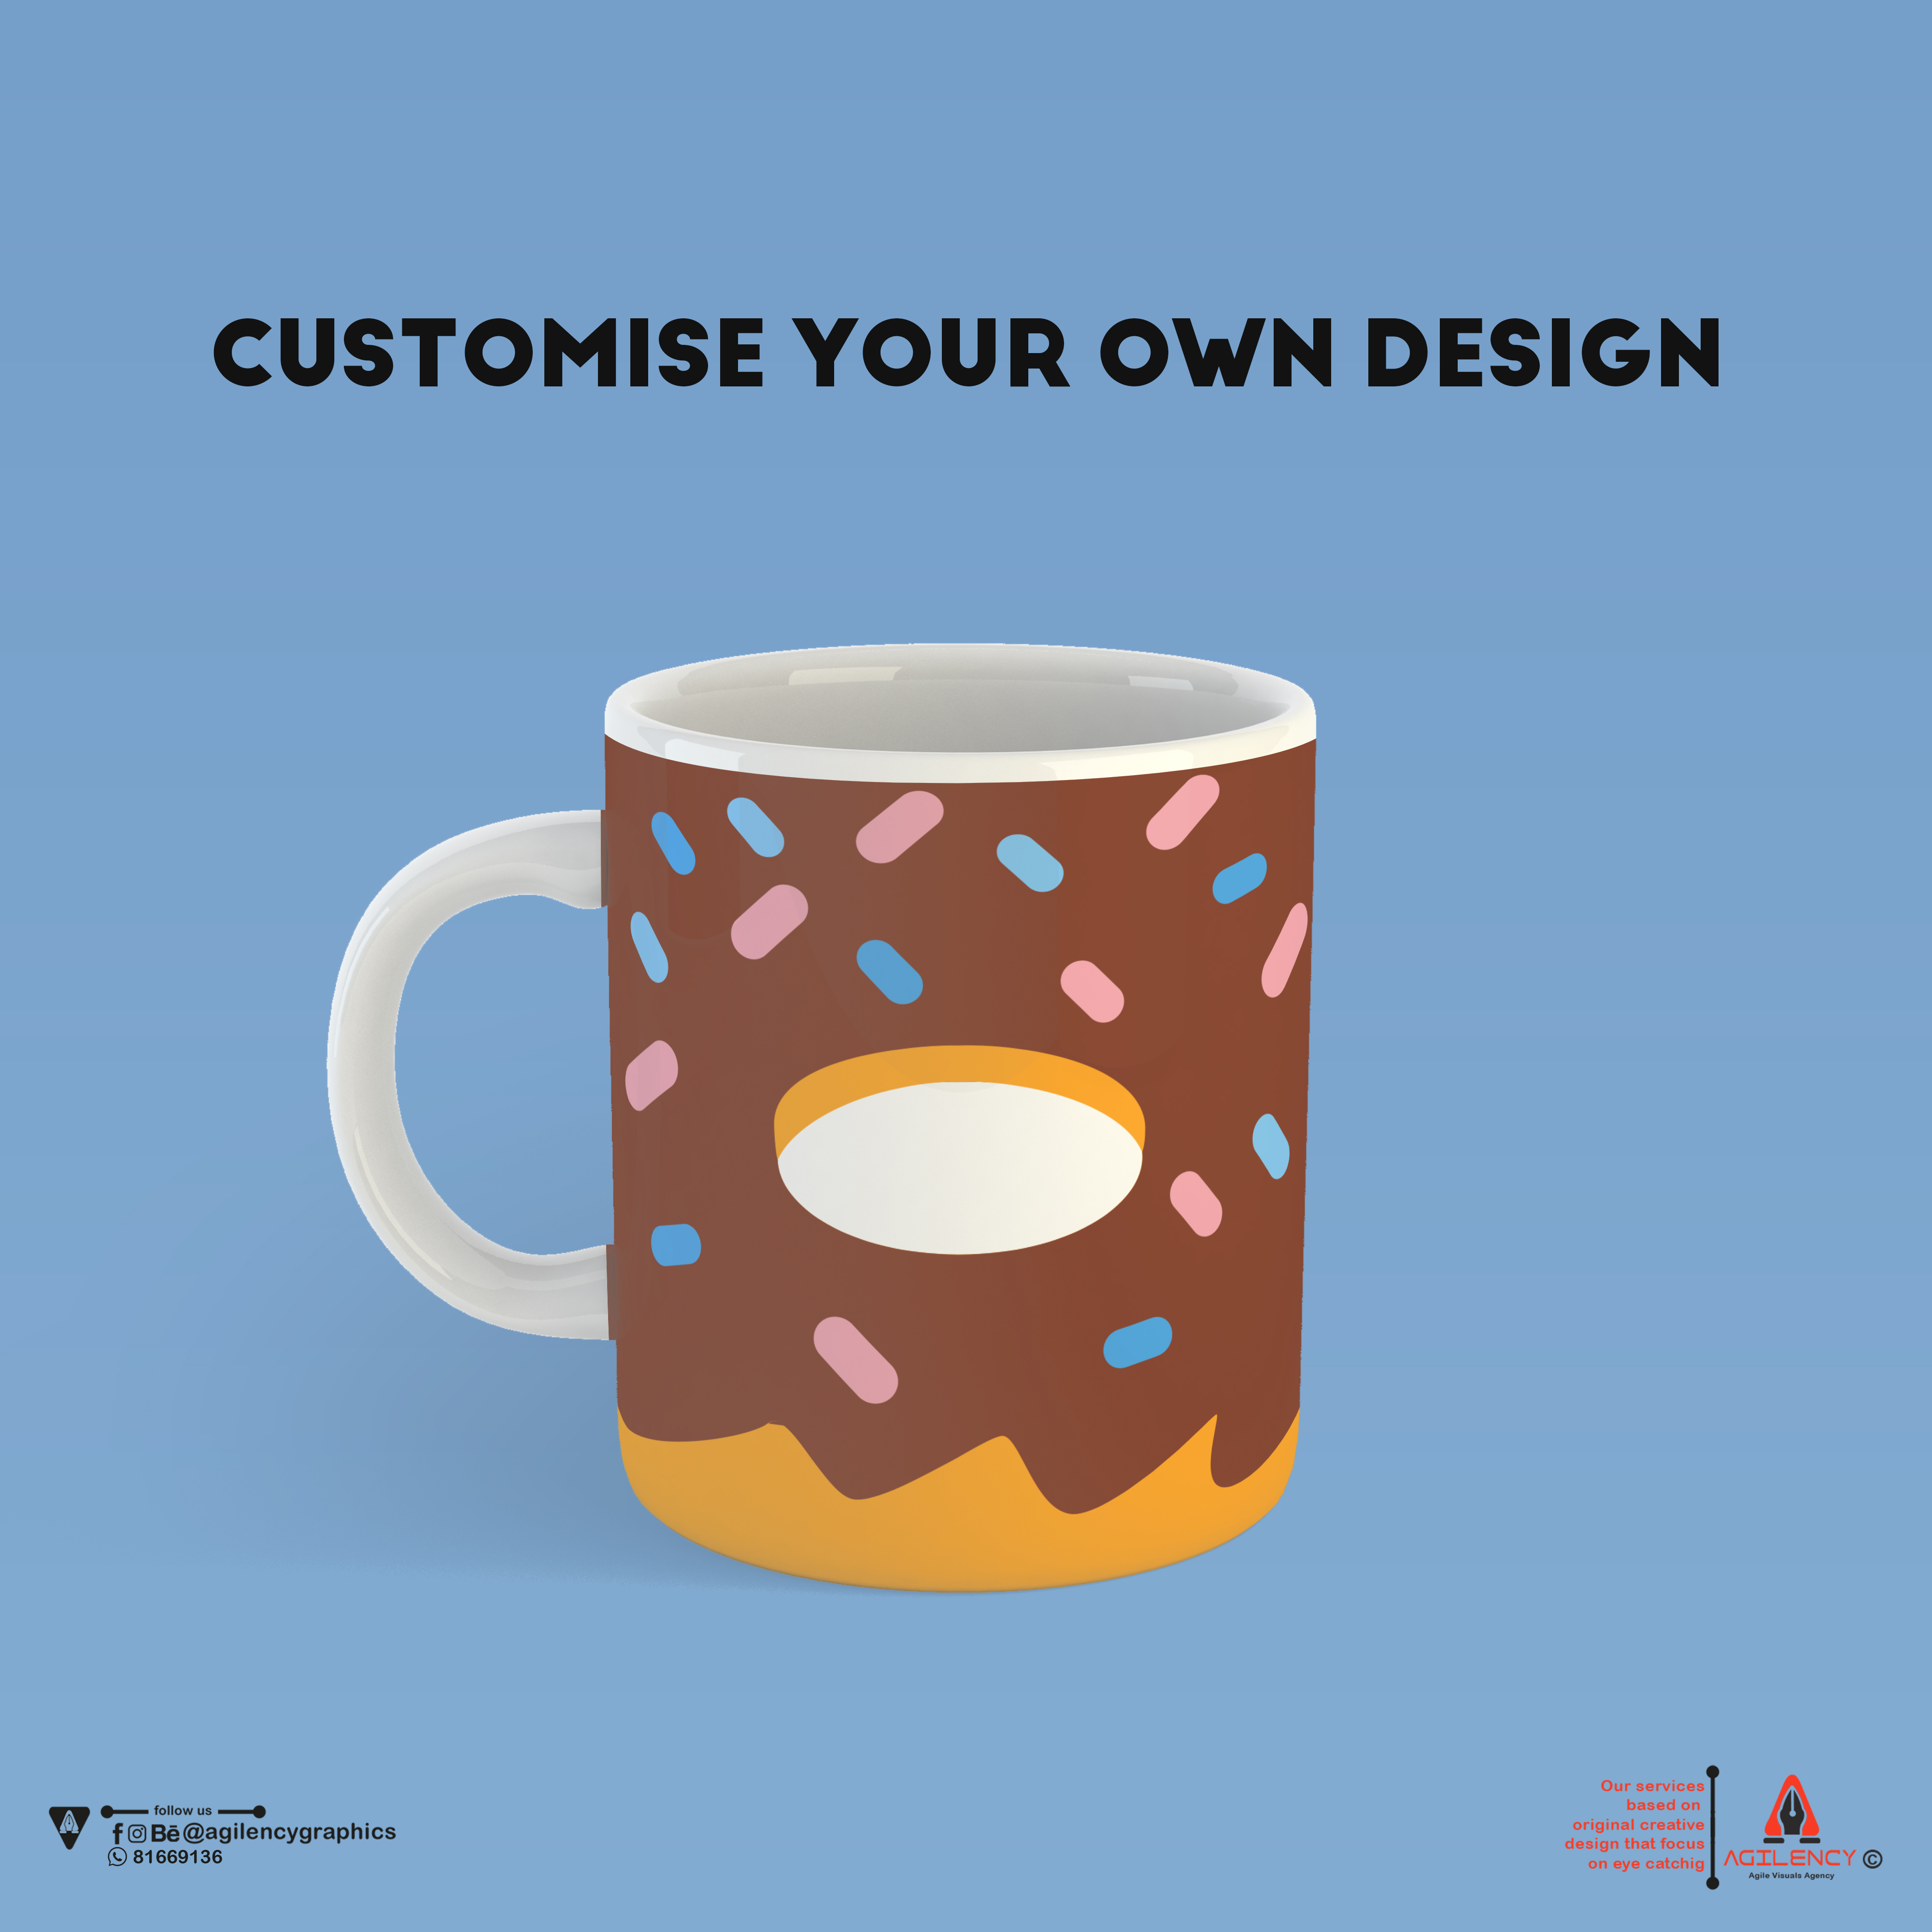 CUSTOMISE YOUR OWN DESIGN
follow us
f Bē @agilencygraphics
81669136
Our services
based on
original creative
design that focus
on eye catchig
AGILENCY ©
Agile Visuals Agency